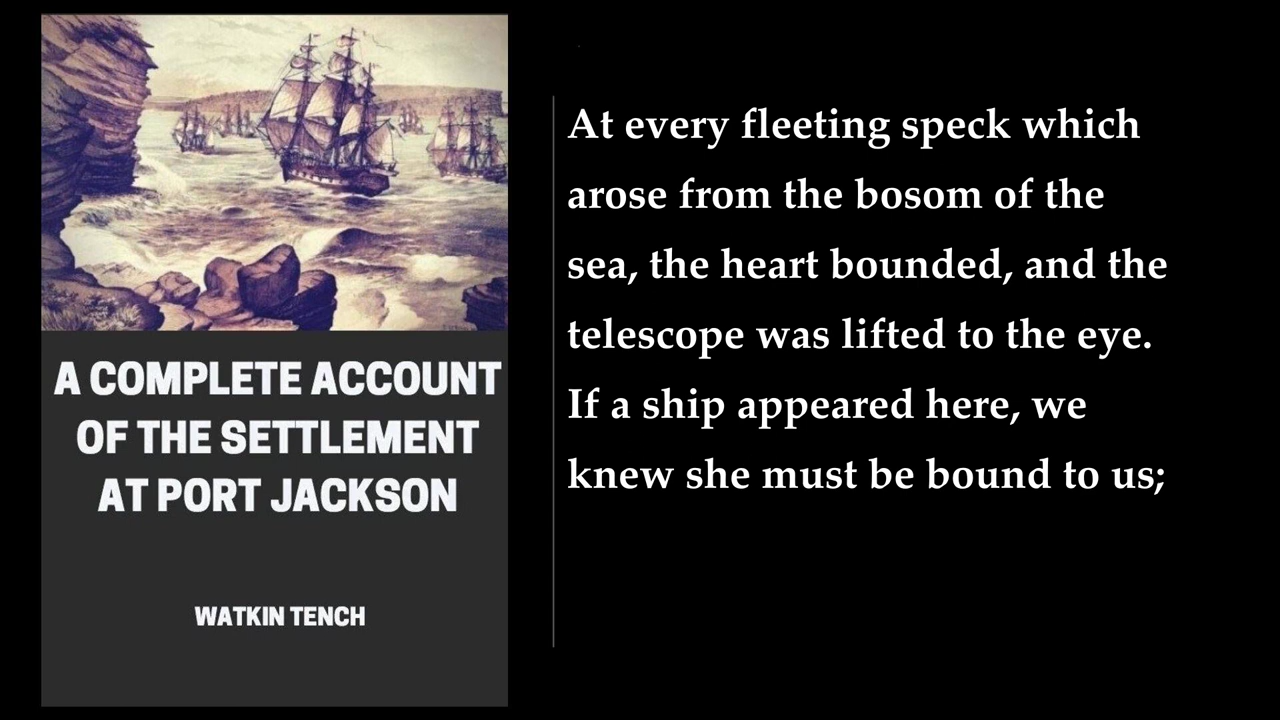 A COMPLETE ACCOUNT
OF THE SETTLEMENT
AT PORT JACKSON
WATKIN TENCH
At every fleeting speck which
arose from the bosom of the
sea, the heart bounded, and the
telescope was lifted to the eye.
If a ship appeared here, we
knew she must be bound to us;